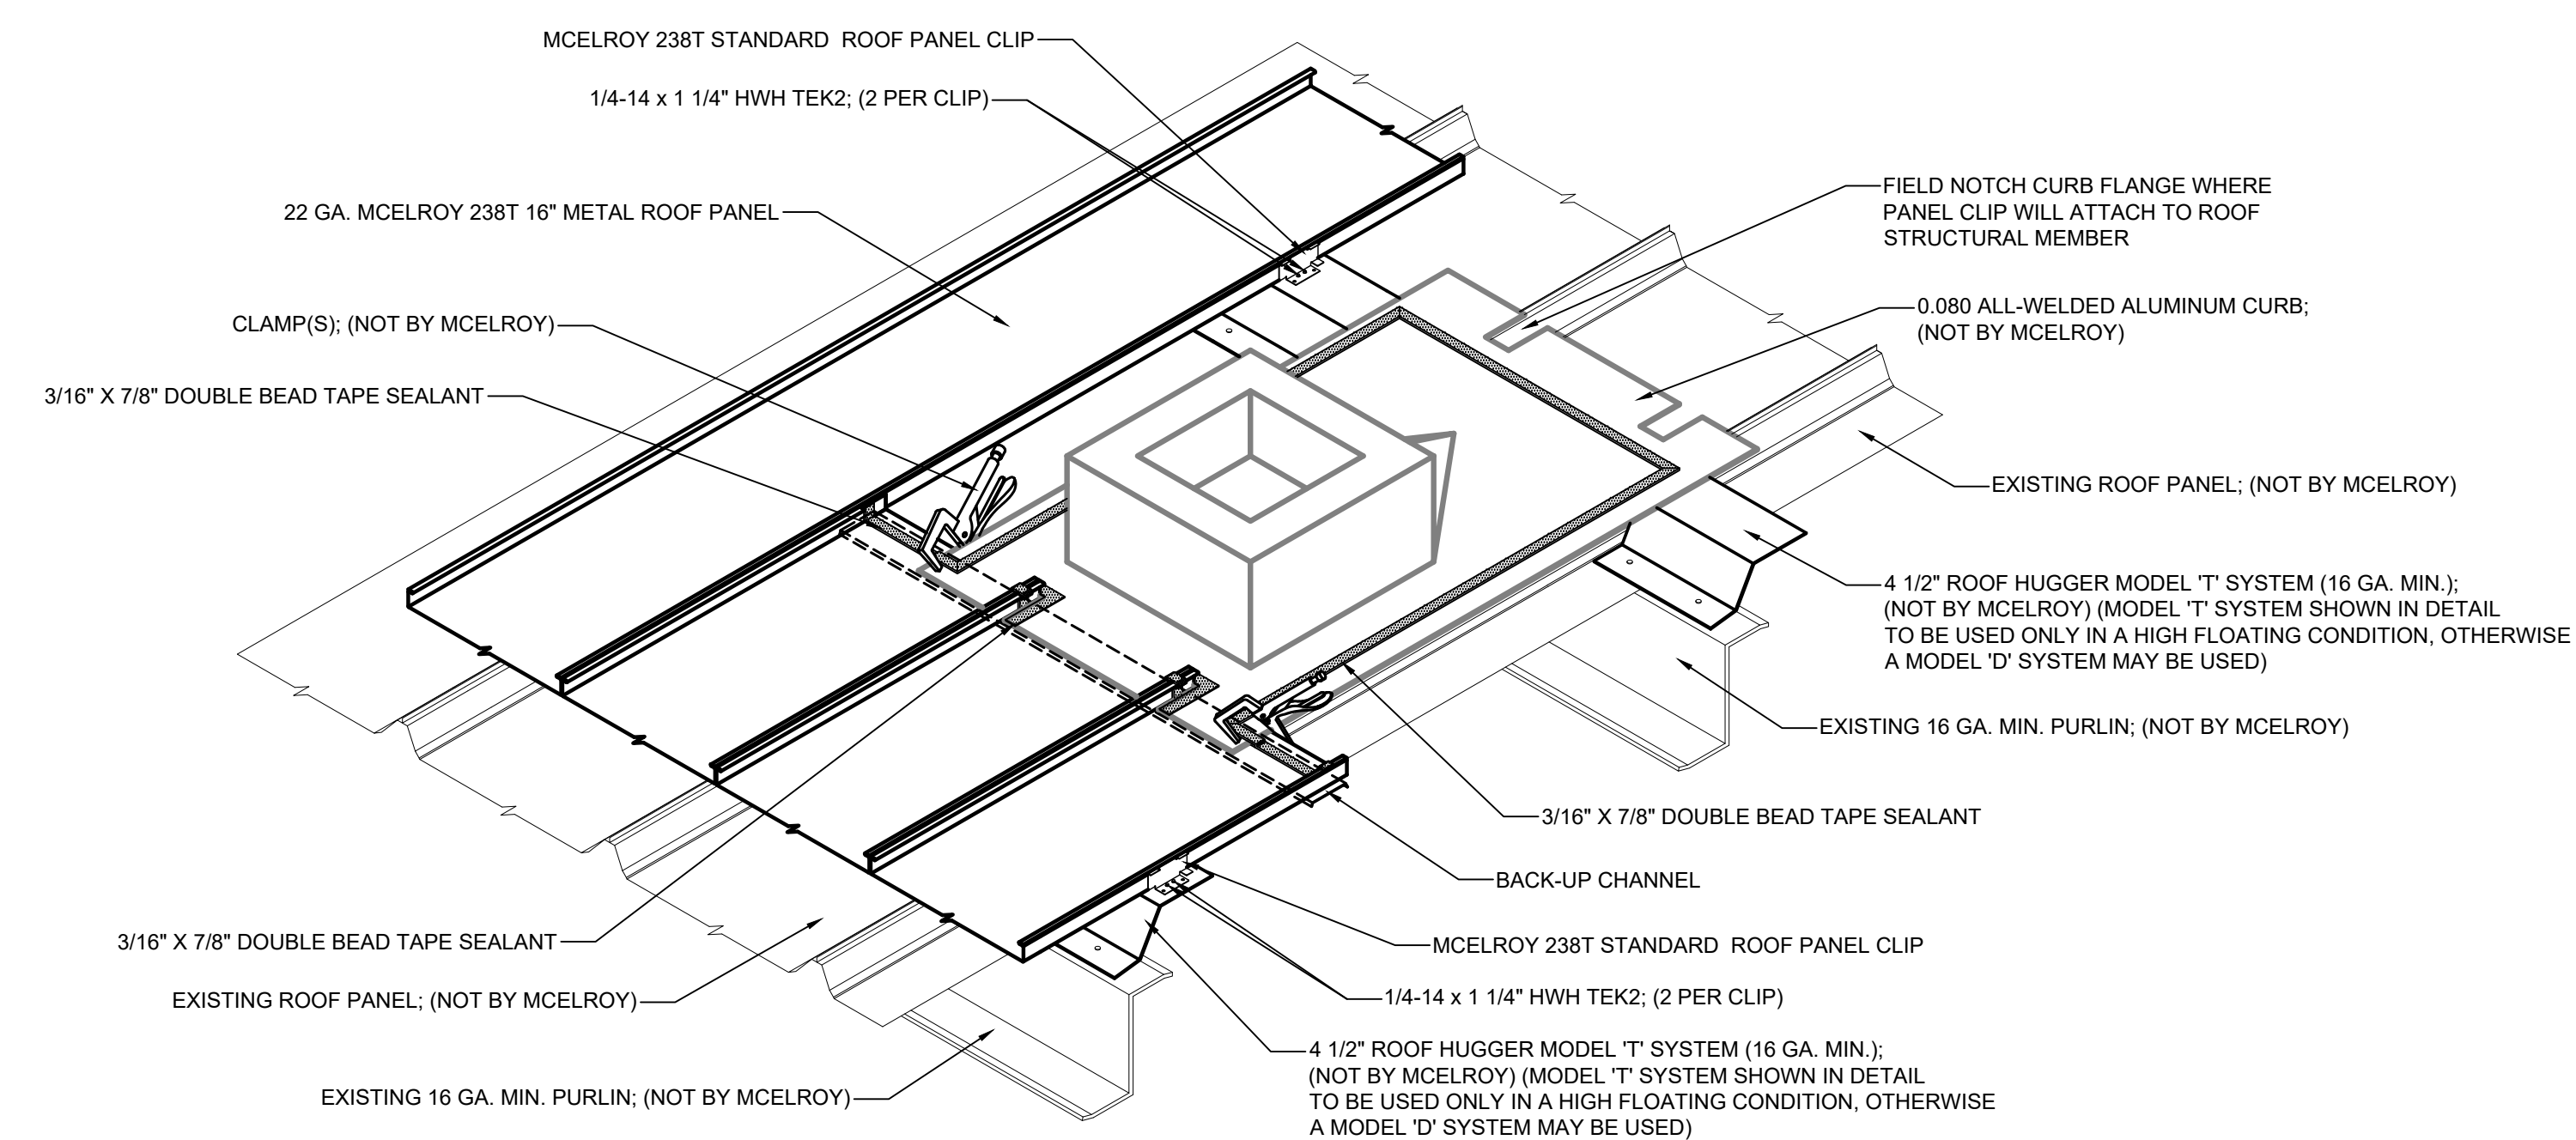 MCELROY 238T STANDARD  ROOF PANEL CLIP
1/4-14 x 1 1/4" HWH TEK2; (2 PER CLIP)
22 GA. MCELROY 238T 16" METAL ROOF PANEL
CLAMP(S); (NOT BY MCELROY)
3/16" X 7/8" DOUBLE BEAD TAPE SEALANT
FIELD NOTCH CURB FLANGE WHERE
PANEL CLIP WILL ATTACH TO ROOF
STRUCTURAL MEMBER
0.080 ALL-WELDED ALUMINUM CURB;
(NOT BY MCELROY)
EXISTING ROOF PANEL; (NOT BY MCELROY)
4 1/2" ROOF HUGGER MODEL 'T' SYSTEM (16 GA. MIN.);
(NOT BY MCELROY) (MODEL 'T' SYSTEM SHOWN IN DETAIL
TO BE USED ONLY IN A HIGH FLOATING CONDITION, OTHERWISE
A MODEL 'D' SYSTEM MAY BE USED)
EXISTING 16 GA. MIN. PURLIN; (NOT BY MCELROY)
3/16" X 7/8" DOUBLE BEAD TAPE SEALANT
BACK-UP CHANNEL
MCELROY 238T STANDARD  ROOF PANEL CLIP
1/4-14 x 1 1/4" HWH TEK2; (2 PER CLIP)
4 1/2" ROOF HUGGER MODEL 'T' SYSTEM (16 GA. MIN.);
(NOT BY MCELROY) (MODEL 'T' SYSTEM SHOWN IN DETAIL
TO BE USED ONLY IN A HIGH FLOATING CONDITION, OTHERWISE
A MODEL 'D' SYSTEM MAY BE USED)
3/16" X 7/8" DOUBLE BEAD TAPE SEALANT
EXISTING ROOF PANEL; (NOT BY MCELROY)
EXISTING 16 GA. MIN. PURLIN; (NOT BY MCELROY)